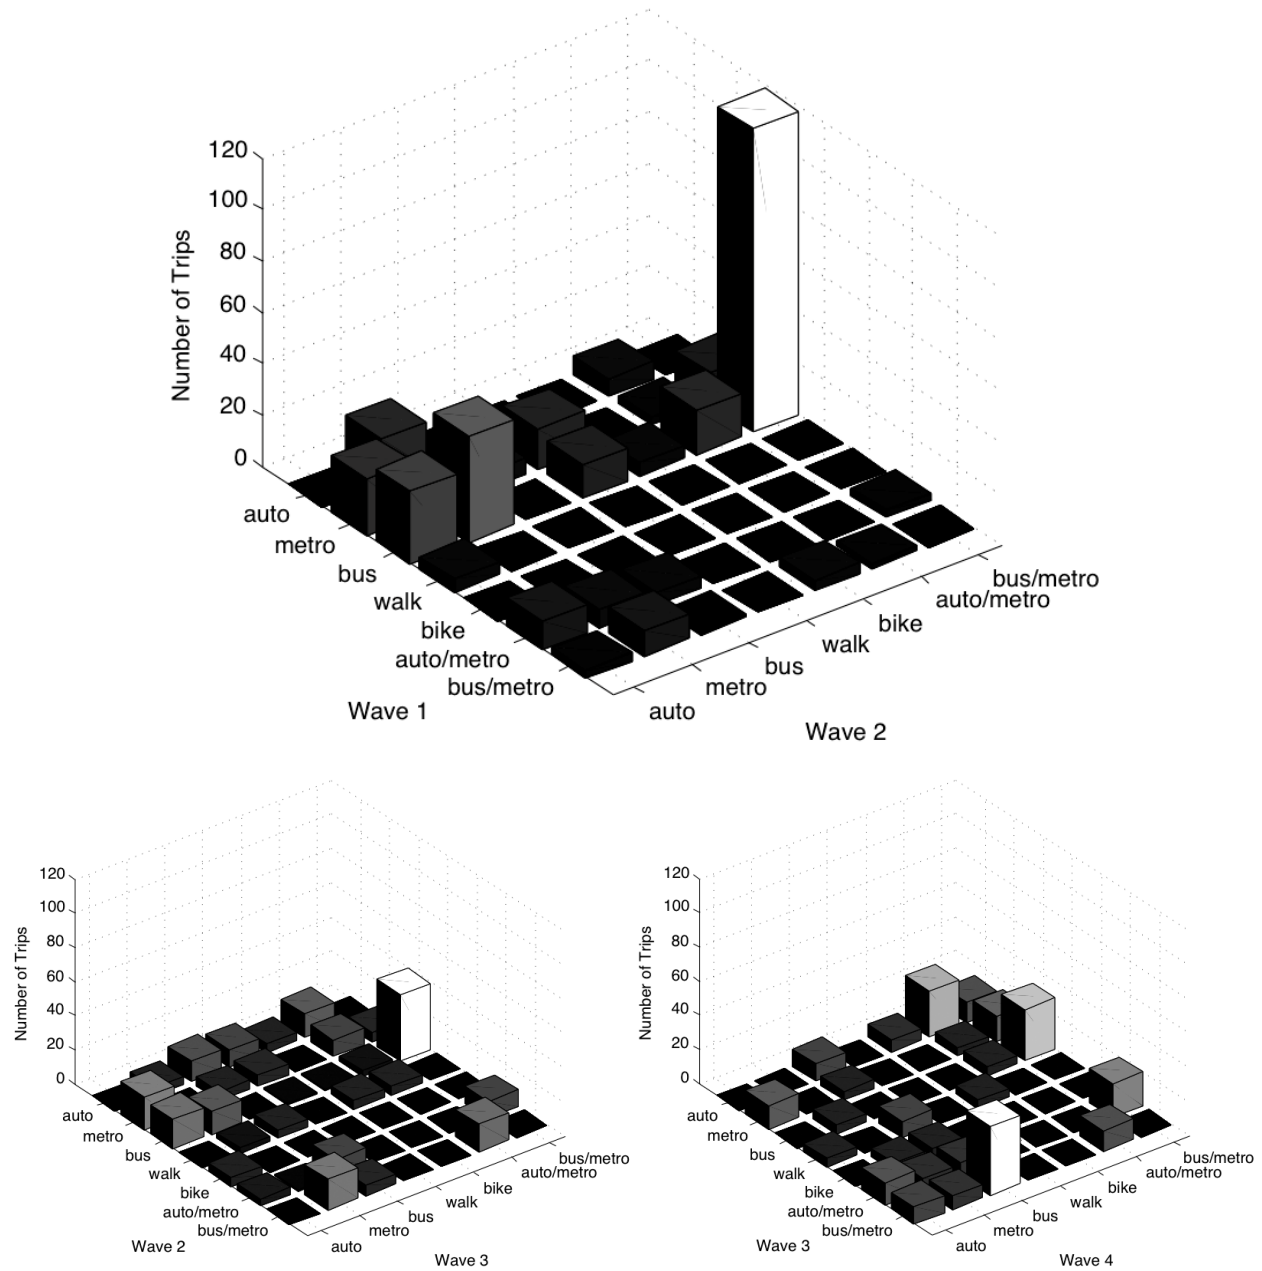 120
100
80
60
40
20
0
Number of Trips
auto
metro
bus
walk
bike
auto/metro
bus/metro
Wave 1
auto
metro
bus
walk
bike
auto/metro
bus/metro
Wave 2
120
100
80
60
40
20
0
Number of Trips
auto
metro
bus
walk
bike
auto/metro
bus/metro
Wave 2
auto
metro
bus
walk
bike
auto/metro
bus/metro
Wave 3
120
100
80
60
40
20
0
Number of Trips
auto
metro
bus
walk
bike
auto/metro
bus/metro
Wave 3
auto
metro
bus
walk
bike
auto/metro
bus/metro
Wave 4